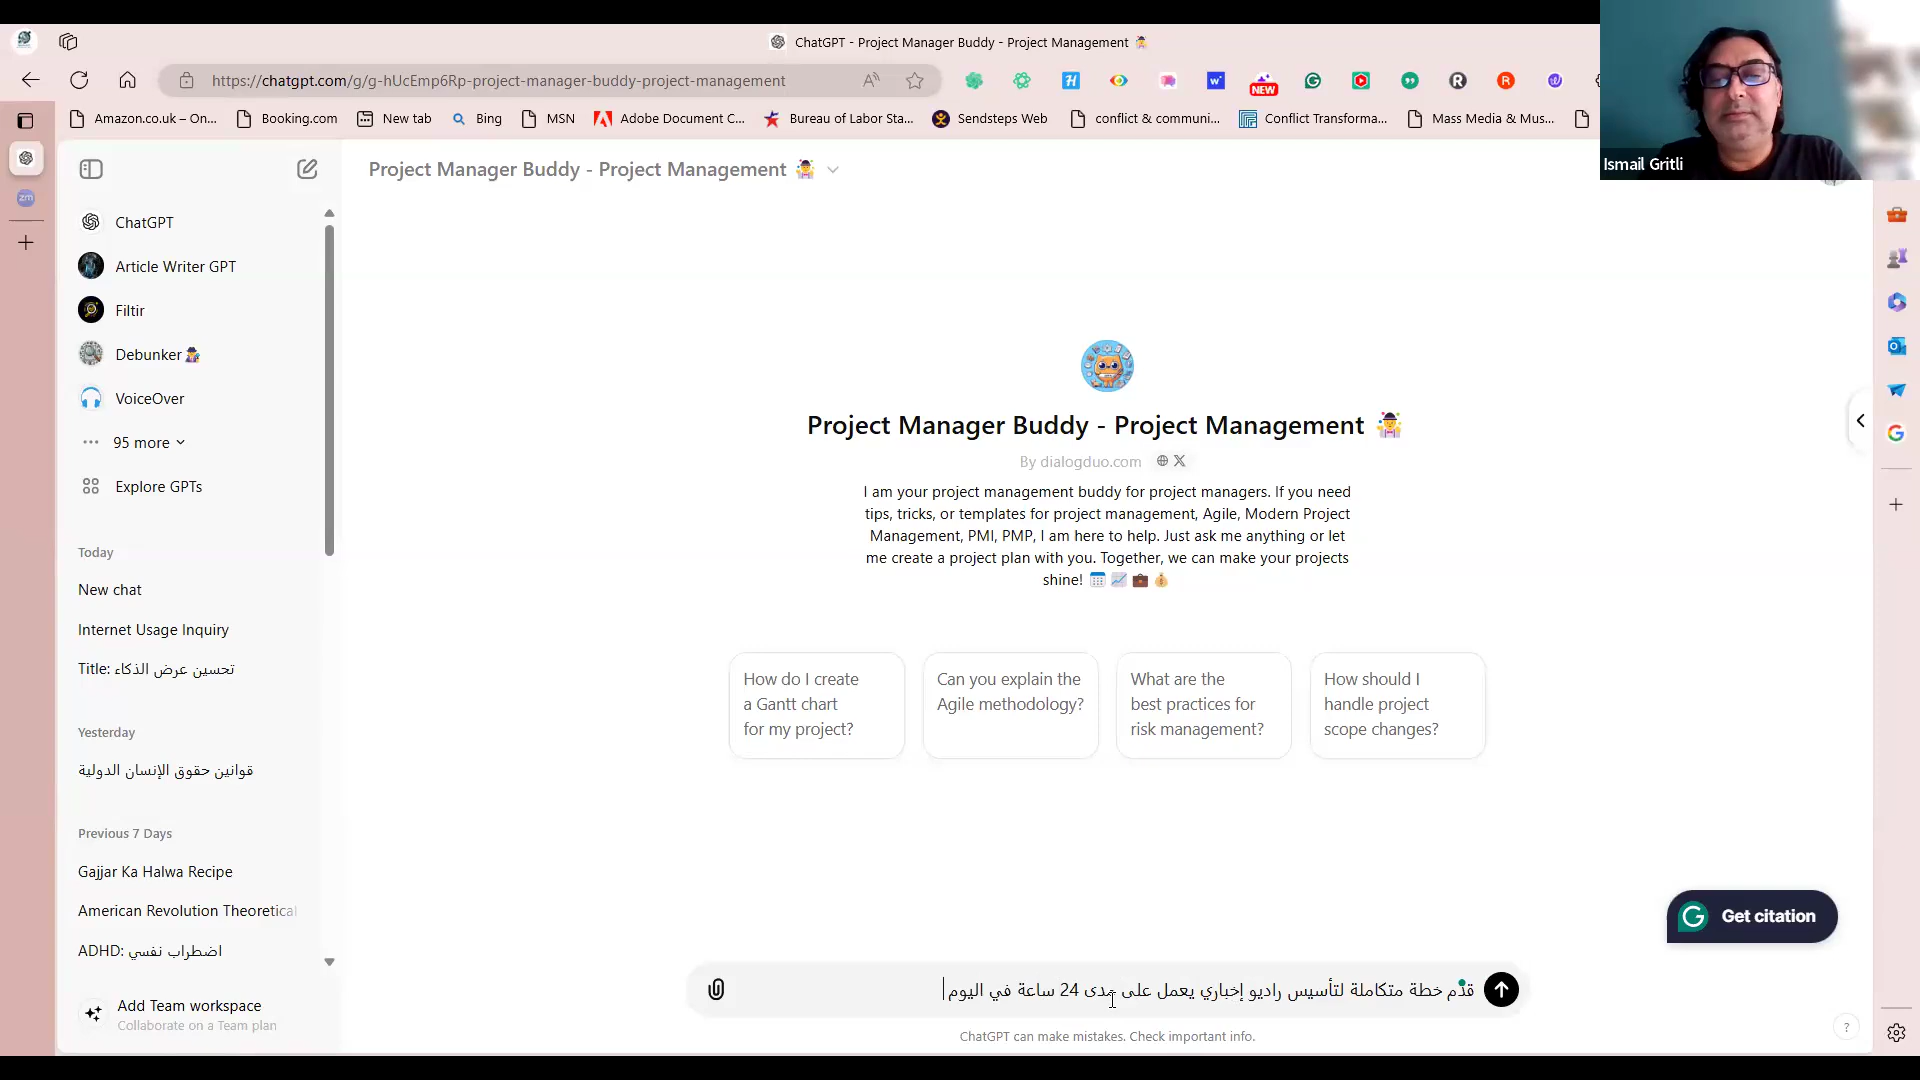 ChatGPT - Project Manager Buddy - Project Management
https://chatgpt.com/g/g-hUcEmp6Rp-project-manager-buddy-project-management
NEW
Amazon.co.uk – On...
Booking.com
New tab
Bing
MSN
Adobe Document C...
Bureau of Labor Sta...
Sendsteps Web
conflict & communi...
Conflict Transforma...
Mass Media & Mus...
Ismail Gritli
zm
Project Manager Buddy - Project Management
ChatGPT
Article Writer GPT
Filtir
Debunker
VoiceOver
95 more
Explore GPTs
Today
New chat
Internet Usage Inquiry
Title: تحسين عرض الذكاء
Yesterday
قوانين حقوق الإنسان الدولية
Previous 7 Days
Gajjar Ka Halwa Recipe
American Revolution Theoretical
ADHD: اضطراب نفسي
Add Team workspace
Collaborate on a Team plan
Project Manager Buddy - Project Management
By dialogduo.com
I am your project management buddy for project managers. If you need
tips, tricks, or templates for project management, Agile, Modern Project
Management, PMI, PMP, I am here to help. Just ask me anything or let
me create a project plan with you. Together, we can make your projects
shine!
How do I create
a Gantt chart
for my project?
Can you explain the
Agile methodology?
What are the
best practices for
risk management?
How should I
handle project
scope changes?
Get citation
قدّم خطة متكاملة لتأسيس راديو إخباري يعمل على مدى 24 ساعة في اليوم
ChatGPT can make mistakes. Check important info.
?